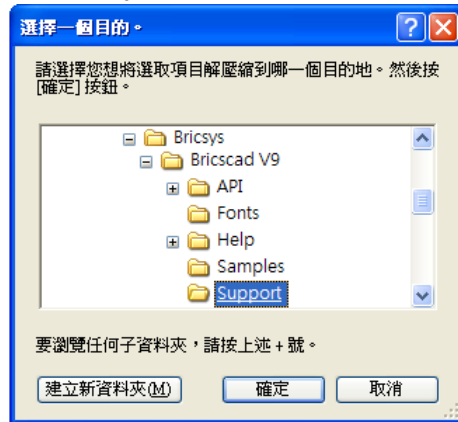 選擇一個目的。
請選擇您想將選取項目解壓縮到哪一個目的地。然後按
[確定] 按鈕。
Bricsys
Bricscad V9
API
Fonts
Help
Samples
Support
要瀏覽任何子資料夾，請按上述 + 號。
建立新資料夾(M)
確定
取消